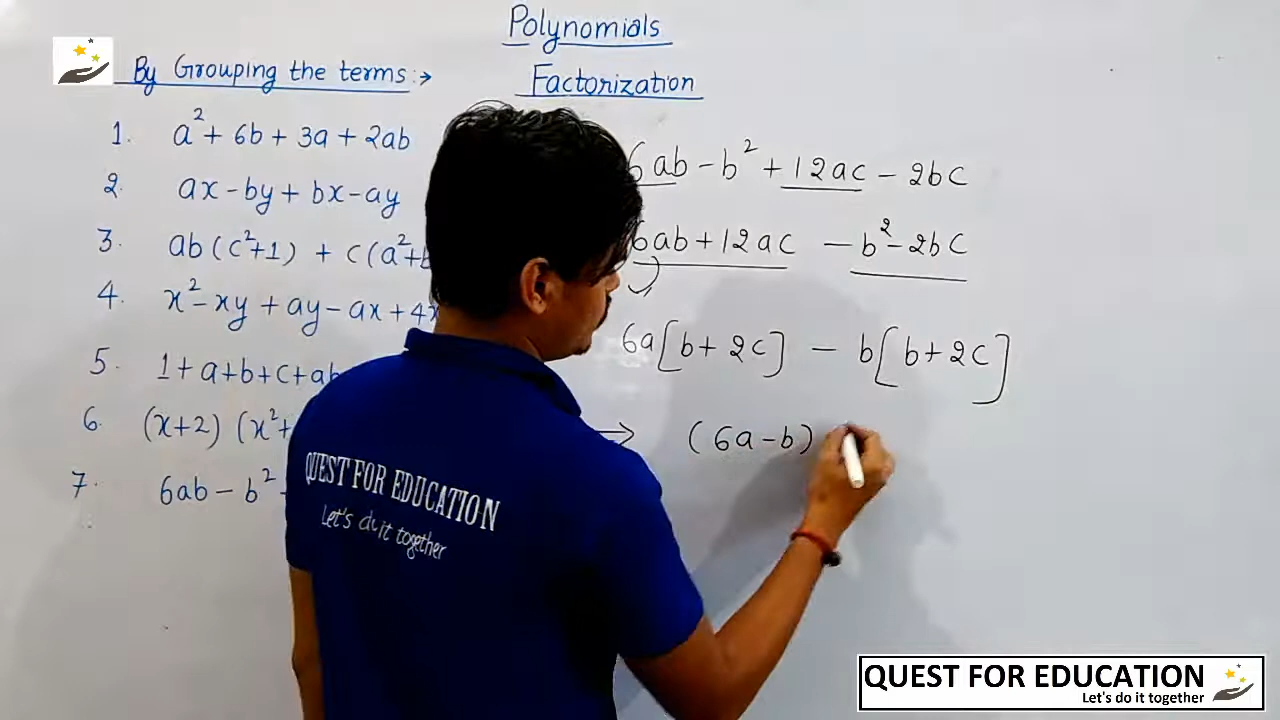 Polynomials
Factorization
By Grouping the terms:→
1. a²+ 6b + 3a + 2ab
2. ax - by + bx - ay
3. ab (c²+1) + c(a²+b
4. x²- xy + ay - ax + 4x
5. 1 + a + b + c + ab
6. (x+2) (x²+
7. 6ab - b²
6ab - b² + 12ac - 2bc
6ab + 12ac - b² - 2bc
6a[b + 2c] - b[b + 2c]
→ (6a - b)
QUEST FOR EDUCATION
Let's do it together
QUEST FOR EDUCATION
Let's do it together